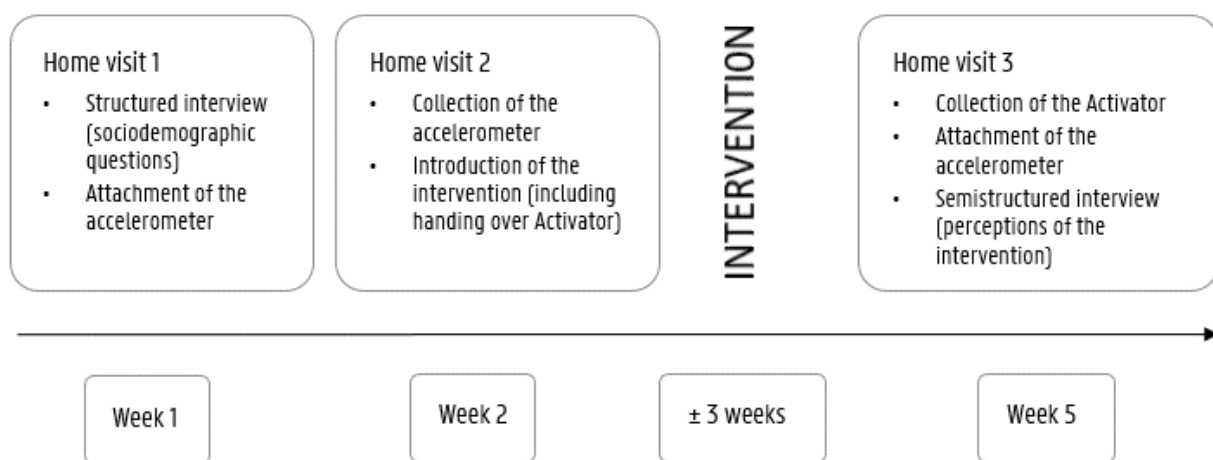 Home visit 1
• Structured interview
(sociodemographic
questions)
• Attachment of the
accelerometer
Home visit 2
• Collection of the
accelerometer
• Introduction of the
intervention (including
handing over Activator)
INTERVENTION
Home visit 3
• Collection of the Activator
• Attachment of the
accelerometer
• Semistructured interview
(perceptions of the
intervention)
Week 1
Week 2
± 3 weeks
Week 5